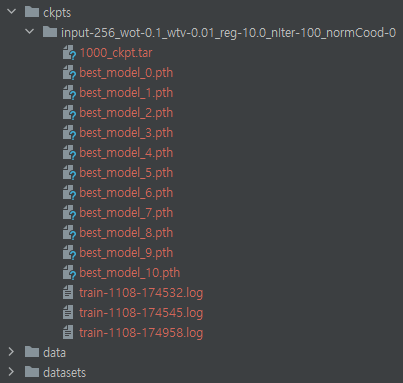 ckpts
input-256_wot-0.1_wtv-0.01_reg-10.0_nIter-100_normCood-0
1000_ckpt.tar
best_model_0.pth
best_model_1.pth
best_model_2.pth
best_model_3.pth
best_model_4.pth
best_model_5.pth
best_model_6.pth
best_model_7.pth
best_model_8.pth
best_model_9.pth
best_model_10.pth
train-1108-174532.log
train-1108-174545.log
train-1108-174958.log
data
datasets